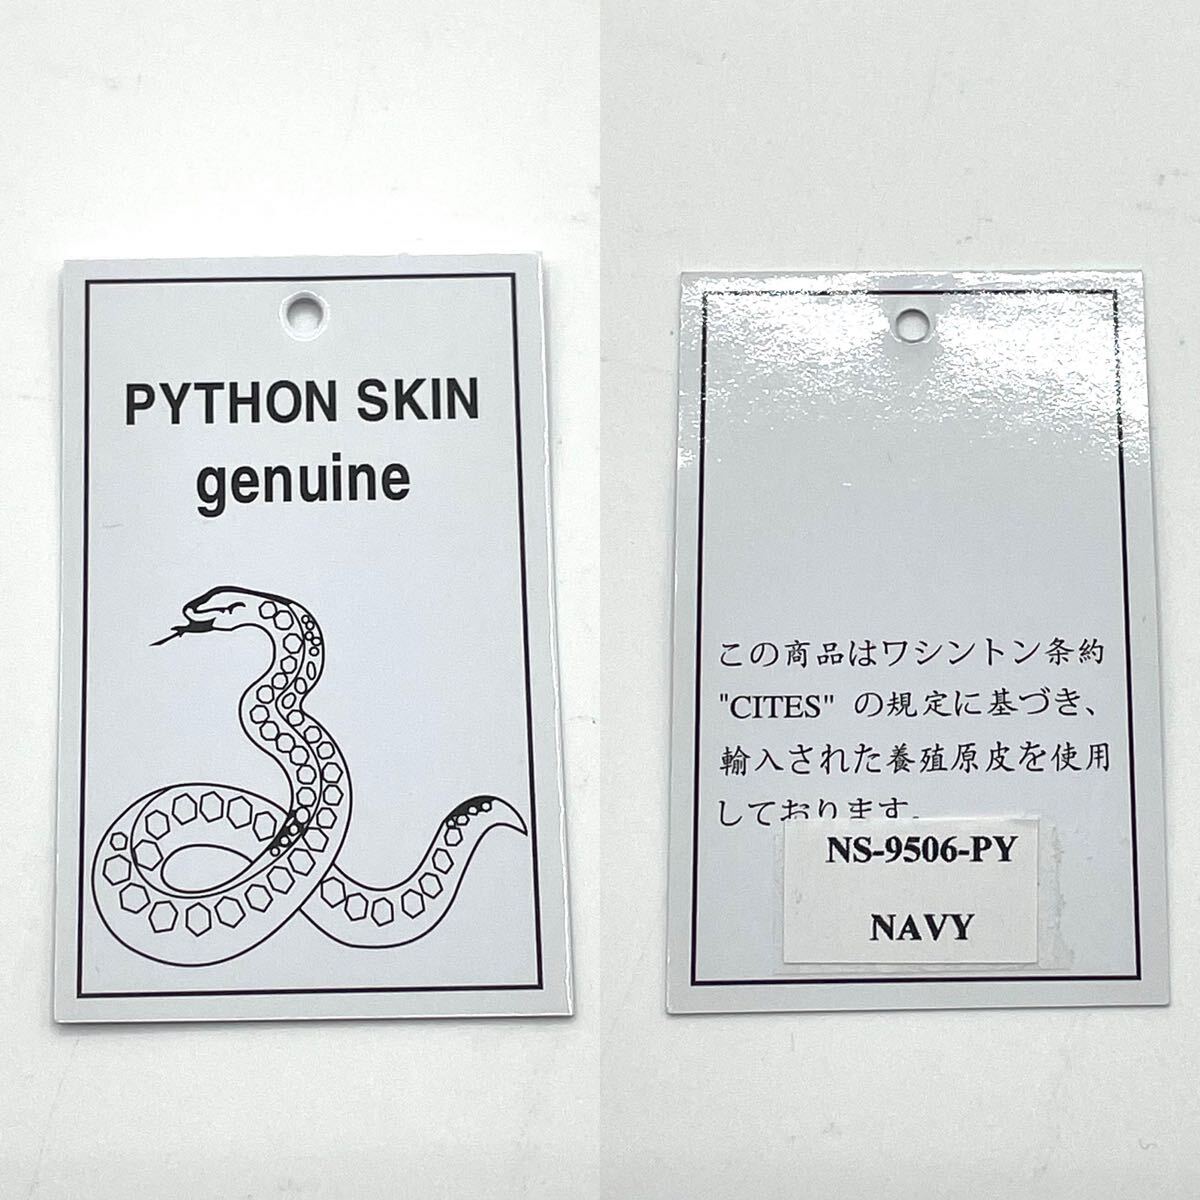 PYTHON SKIN
genuine
この商品はワシントン条約
"CITES" の規定に基づき、
輸入された養殖原皮を使用
しております。
NS-9506-PY
NAVY